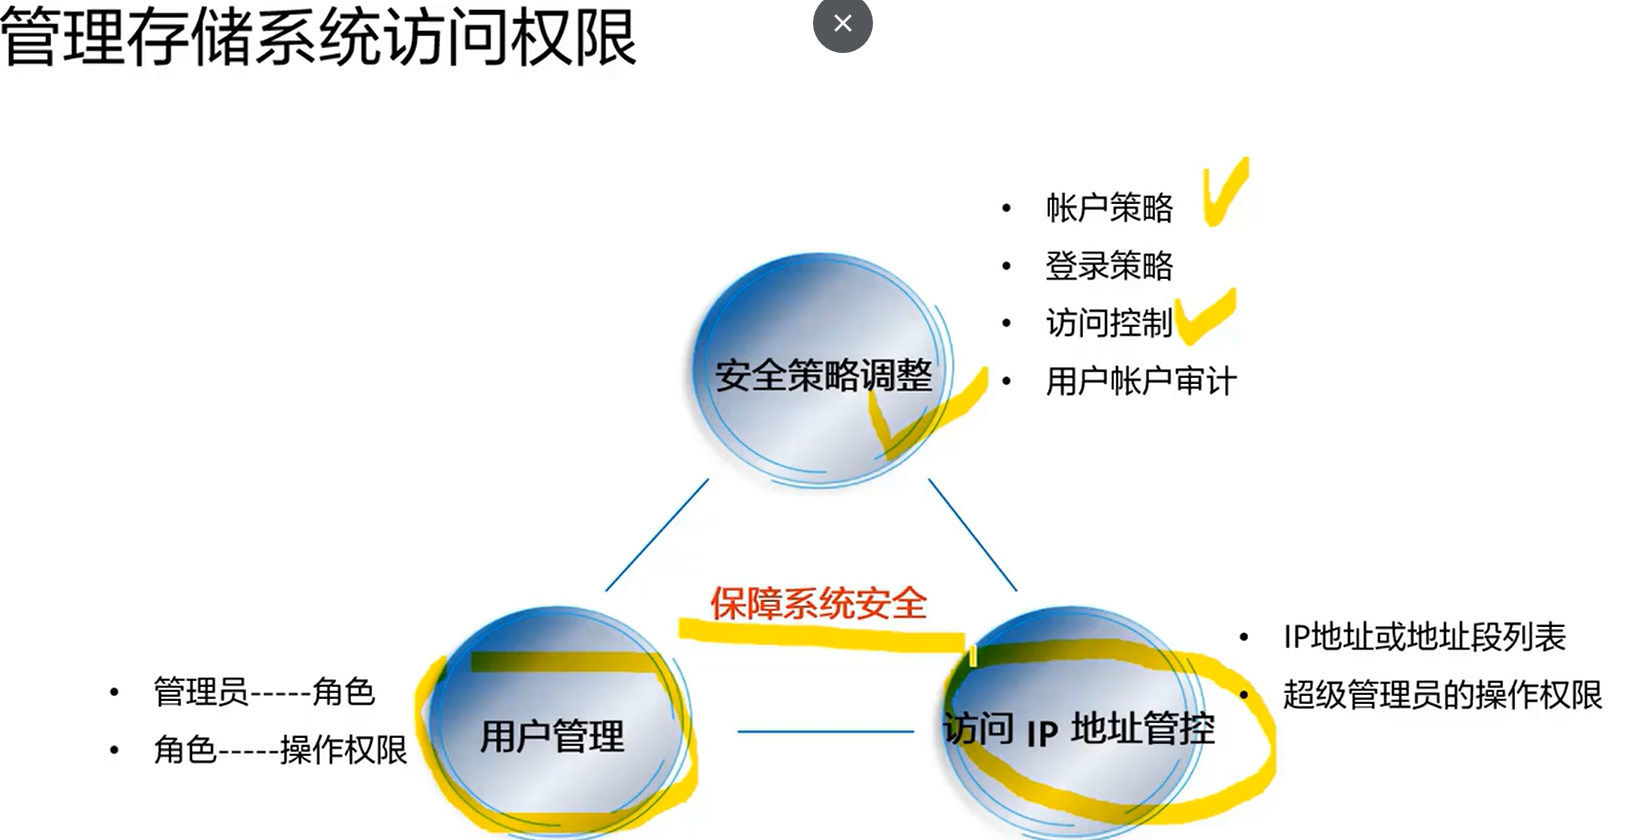 管理存储系统访问权限
• 帐户策略
• 登录策略
• 访问控制
• 用户帐户审计
安全策略调整
保障系统安全
• 管理员-----角色
• 角色-----操作权限
用户管理
访问 IP 地址管控
• IP地址或地址段列表
• 超级管理员的操作权限